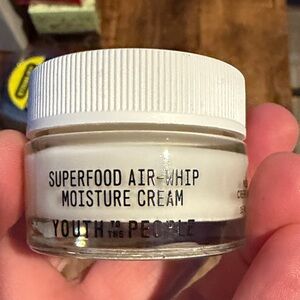 SUPERFOOD AIR-WHIP
MOISTURE CREAM
YOUTH TO THE PEOPLE